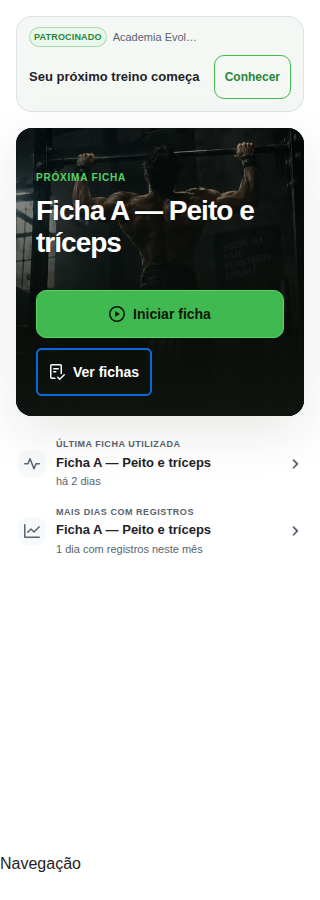 PATROCINADO Academia Evol…
Seu próximo treino começa
Conhecer
PRÓXIMA FICHA
Ficha A — Peito e
tríceps
Iniciar ficha
Ver fichas
ÚLTIMA FICHA UTILIZADA
Ficha A — Peito e tríceps
há 2 dias
MAIS DIAS COM REGISTROS
Ficha A — Peito e tríceps
1 dia com registros neste mês
Navegação